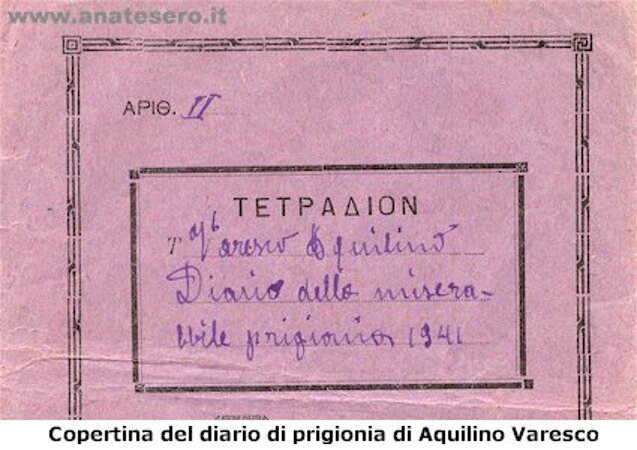 www.anatesero.it
ΑΡΙΘ. II
ΤΕΤΡΑΔΙΟΝ
Varesco Aquilino
Diario della misera-
bile prigionia 1941
Copertina del diario di prigionia di Aquilino Varesco